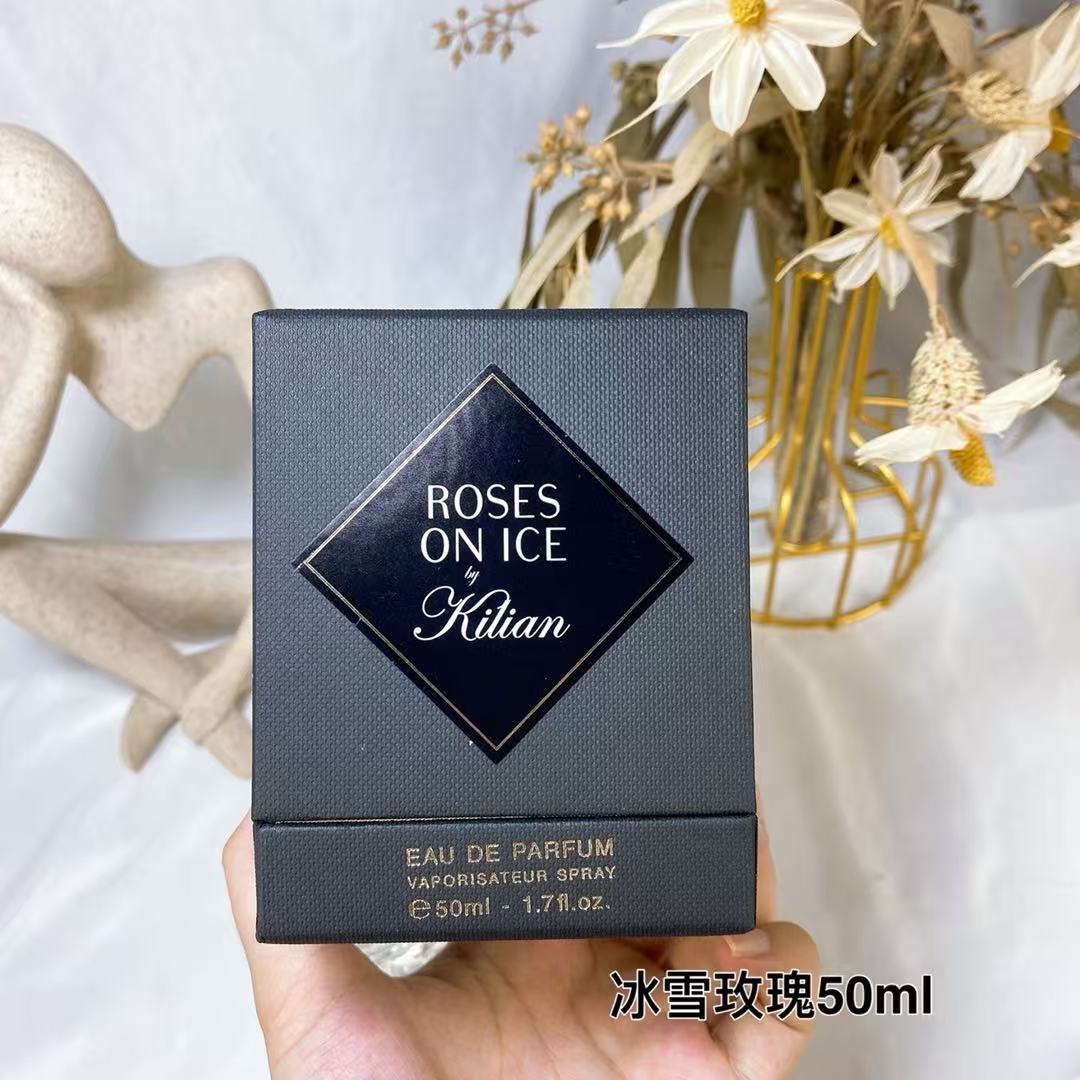 ROSES
ON ICE
by
Kilian
EAU DE PARFUM
VAPORISATEUR SPRAY
℮50ml - 1.7fl.oz.
冰雪玫瑰50ml